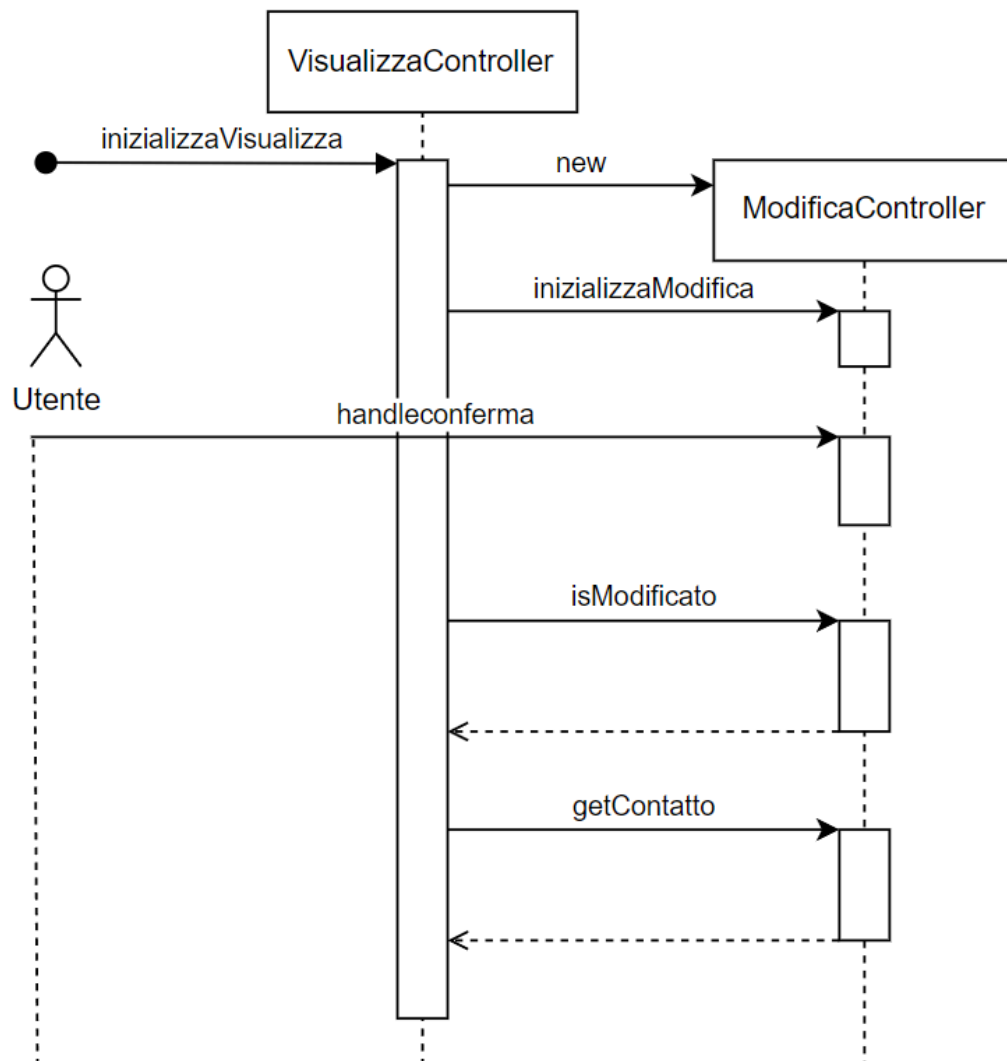 VisualizzaController
inizializzaVisualizza
new
ModificaController
inizializzaModifica
Utente
handleconferma
isModificato
getContatto